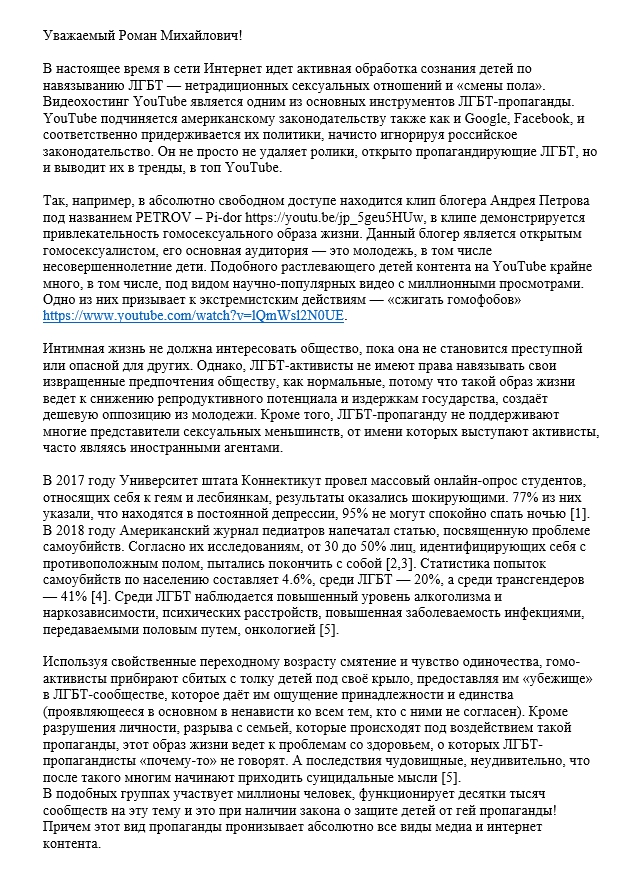 Уважаемый Роман Михайлович!
В настоящее время в сети Интернет идет активная обработка сознания детей по
навязыванию ЛГБТ — нетрадиционных сексуальных отношений и «смены пола».
Видеохостинг YouTube является одним из основных инструментов ЛГБТ-пропаганды.
YouTube подчиняется американскому законодательству также как и Google, Facebook, и
соответственно придерживается их политики, начисто игнорируя российское
законодательство. Он не просто не удаляет ролики, открыто пропагандирующие ЛГБТ, но
и выводит их в тренды, в топ YouTube.
Так, например, в абсолютно свободном доступе находится клип блогера Андрея Петрова
под названием PETROV – Pi-dor https://youtu.be/jp_5geu5HUw, в клипе демонстрируется
привлекательность гомосексуального образа жизни. Данный блогер является открытым
гомосексуалистом, его основная аудитория — это молодежь, в том числе
несовершеннолетние дети. Подобного растлевающего детей контента на YouTube крайне
много, в том числе, под видом научно-популярных видео с миллионными просмотрами.
Одно из них призывает к экстремистским действиям — «сжигать гомофобов»
https://www.youtube.com/watch?v=lQmWsl2N0UE.
Интимная жизнь не должна интересовать общество, пока она не становится преступной
или опасной для других. Однако, ЛГБТ-активисты не имеют права навязывать свои
извращенные предпочтения обществу, как нормальные, потому что такой образ жизни
ведет к снижению репродуктивного потенциала и издержкам государства, создаёт
дешевую оппозицию из молодежи. Кроме того, ЛГБТ-пропаганду не поддерживают
многие представители сексуальных меньшинств, от имени которых выступают активисты,
часто являясь иностранными агентами.
В 2017 году Университет штата Коннектикут провел массовый онлайн-опрос студентов,
относящих себя к геям и лесбиянкам, результаты оказались шокирующими. 77% из них
указали, что находятся в постоянной депрессии, 95% не могут спокойно спать ночью [1].
В 2018 году Американский журнал педиатров напечатал статью, посвященную проблеме
самоубийств. Согласно их исследованиям, от 30 до 50% лиц, идентифицирующих себя с
противоположным полом, пытались покончить с собой [2,3]. Статистика попыток
самоубийств по населению составляет 4.6%, среди ЛГБТ — 20%, а среди трансгендеров
— 41% [4]. Среди ЛГБТ наблюдается повышенный уровень алкоголизма и
наркозависимости, психических расстройств, повышенная заболеваемость инфекциями,
передаваемыми половым путем, онкологией [5].
Используя свойственные переходному возрасту смятение и чувство одиночества, гомо-
активисты прибирают сбитых с толку детей под своё крыло, предоставляя им «убежище»
в ЛГБТ-сообществе, которое даёт им ощущение принадлежности и единства
(проявляющееся в основном в ненависти ко всем тем, кто с ними не согласен). Кроме
разрушения личности, разрыва с семьей, которые происходят под воздействием такой
пропаганды, этот образ жизни ведет к проблемам со здоровьем, о которых ЛГБТ-
пропагандисты «почему-то» не говорят. А последствия чудовищные, неудивительно, что
после такого многим начинают приходить суицидальные мысли [5].
В подобных группах участвует миллионы человек, функционирует десятки тысяч
сообществ на эту тему и это при наличии закона о защите детей от гей пропаганды!
Причем этот вид пропаганды пронизывает абсолютно все виды медиа и интернет
контента.